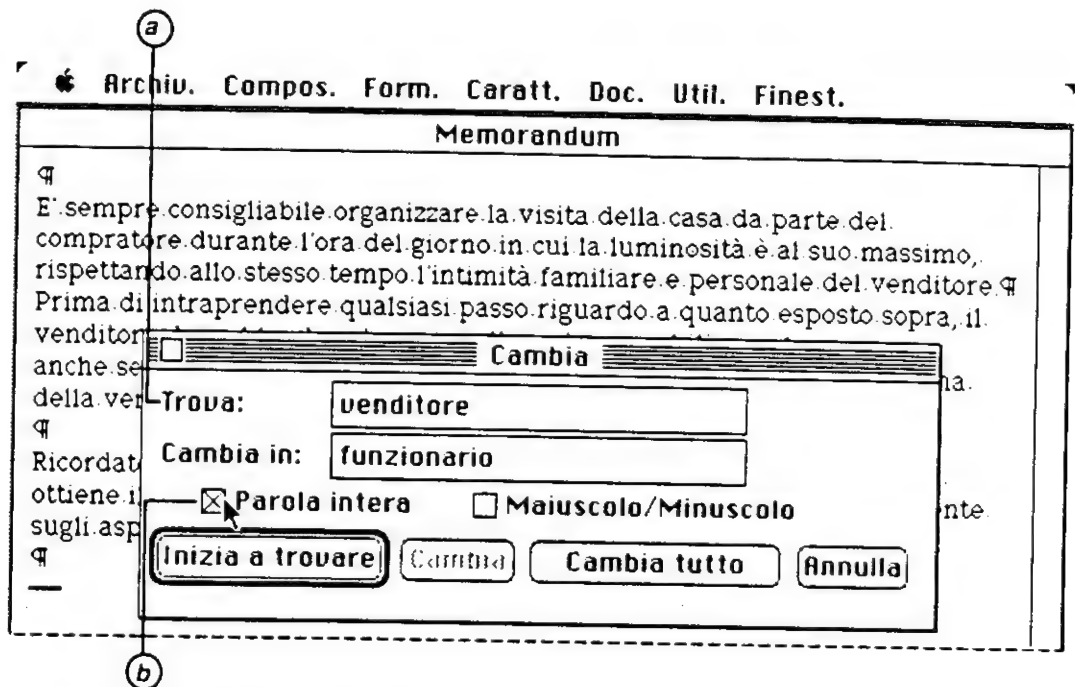 a
Archiv. Compos. Form. Caratt. Doc. Util. Finest.
Memorandum
¶
E'.sempre.consigliabile.organizzare.la.visita.della.casa.da.parte.del.
compratore.durante.l'ora.del.giorno.in.cui.la.luminosità.è.al.suo.massimo,.
rispettando.allo.stesso.tempo.l'intimità.familiare.e.personale.del.venditore.¶
Prima.di.intraprendere.qualsiasi.passo.riguardo.a.quanto.esposto.sopra,.il.
venditor
anche.se
della.ver
¶
Ricordat
ottiene.i
nte.
sugli.asp
¶
Cambia
Trova: venditore
Cambia in: funzionario
Parola intera Maiuscolo/Minuscolo
Inizia a trovare Cambia Cambia tutto Annulla
b